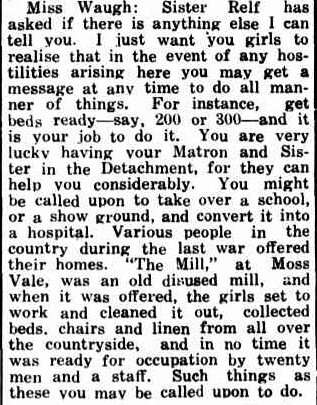 Miss Waugh: Sister Relf has
asked if there is anything else I can
tell you. I just want you girls to
realise that in the event of any hos-
tilities arising here you may get a
message at any time to do all man-
ner of things. For instance, get
beds ready—say, 200 or 300—and it
is your job to do it. You are very
lucky having your Matron and Sis-
ter in the Detachment, for they can
help you considerably. You might
be called upon to take over a school,
or a show ground, and convert it into
a hospital. Various people in the
country during the last war offered
their homes. "The Mill," at Moss
Vale, was an old disused mill, and
when it was offered, the girls set to
work and cleaned it out, collected
beds. chairs and linen from all over
the countryside, and in no time it
was ready for occupation by twenty
men and a staff. Such things as
these you may be called upon to do.